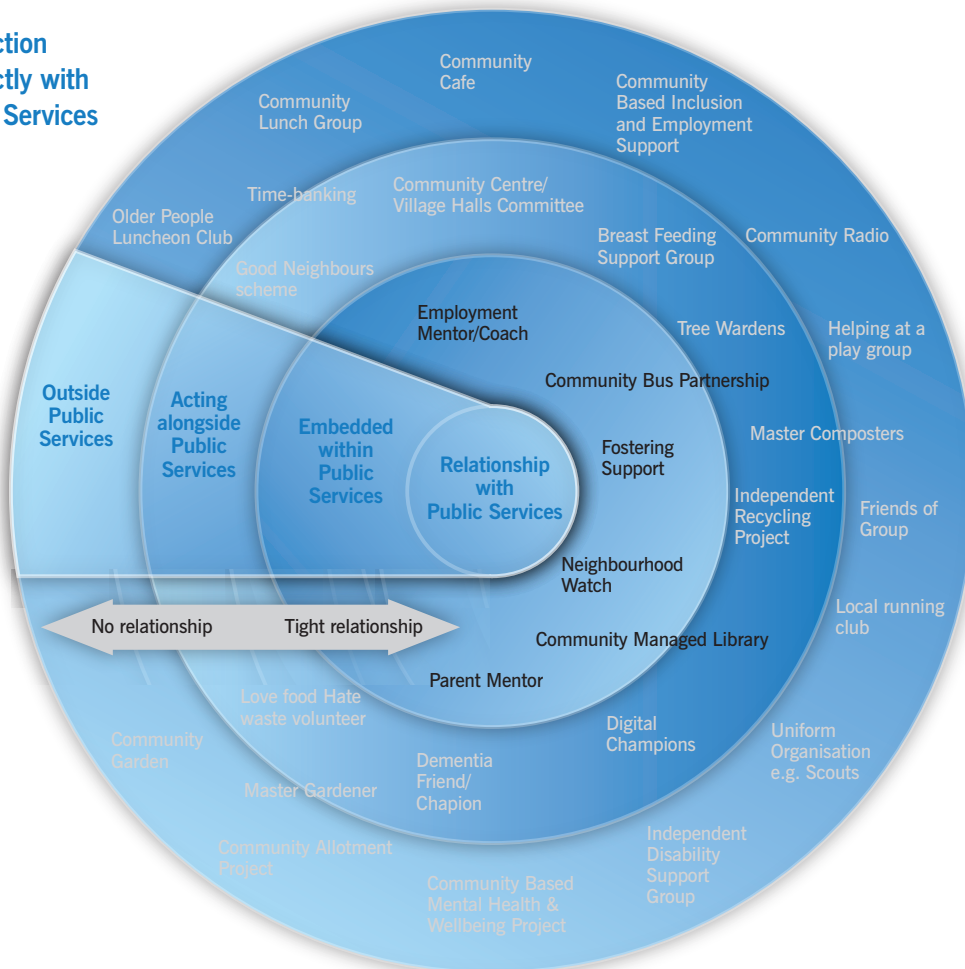 ction
ctly with
Services
Community
Cafe
Community
Lunch Group
Community
Based Inclusion
and Employment
Support
Time-banking
Community Centre/
Village Halls Committee
Older People
Luncheon Club
Breast Feeding
Support Group
Community Radio
Good Neighbours
scheme
Employment
Mentor/Coach
Tree Wardens
Helping at a
play group
Community Bus Partnership
Outside
Public
Services
Acting
alongside
Public
Services
Embedded
within
Public
Services
Relationship
with
Public Services
Fostering
Support
Master Composters
Independent
Recycling
Project
Friends of
Group
Neighbourhood
Watch
Local running
club
No relationship
Tight relationship
Community Managed Library
Parent Mentor
Love food Hate
waste volunteer
Community
Garden
Digital
Champions
Uniform
Organisation
e.g. Scouts
Dementia
Friend/
Chapion
Master Gardener
Community Allotment
Project
Independent
Disability
Support
Group
Community Based
Mental Health &
Wellbeing Project